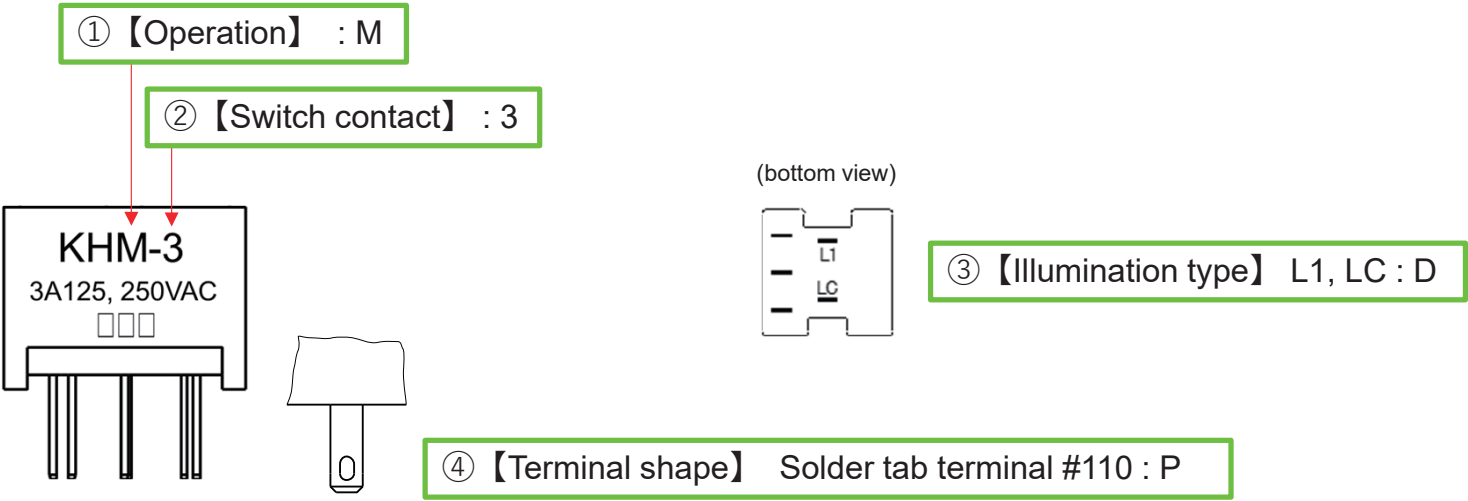 ①【Operation】 : M
②【Switch contact】 : 3
(bottom view)
KHM-3
3A125, 250VAC
□□□
L1
LC
③【Illumination type】 L1, LC : D
④【Terminal shape】 Solder tab terminal #110 : P